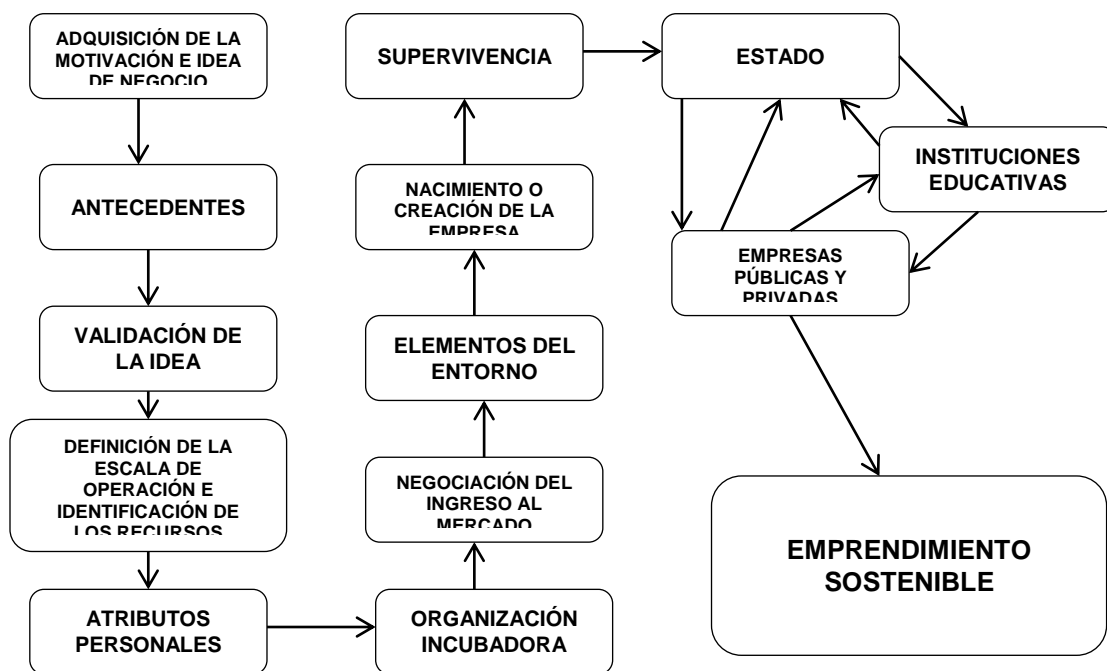 ADQUISICIÓN DE LA
MOTIVACIÓN E IDEA
DE NEGOCIO
ANTECEDENTES
VALIDACIÓN DE
LA IDEA
DEFINICIÓN DE LA
ESCALA DE
OPERACIÓN E
IDENTIFICACIÓN DE
LOS RECURSOS
ATRIBUTOS
PERSONALES
ORGANIZACIÓN
INCUBADORA
NEGOCIACIÓN DEL
INGRESO AL
MERCADO
ELEMENTOS DEL
ENTORNO
NACIMIENTO O
CREACIÓN DE LA
EMPRESA
SUPERVIVENCIA
ESTADO
INSTITUCIONES
EDUCATIVAS
EMPRESAS
PÚBLICAS Y
PRIVADAS
EMPRENDIMIENTO
SOSTENIBLE